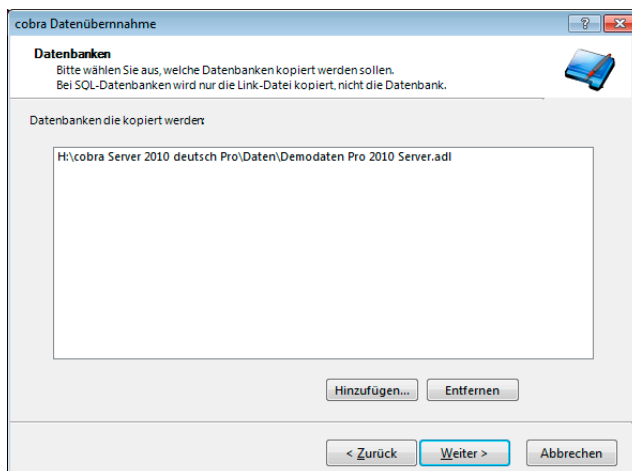 cobra Datenübernnahme
Datenbanken
Bitte wählen Sie aus, welche Datenbanken kopiert werden sollen.
Bei SQL-Datenbanken wird nur die Link-Datei kopiert, nicht die Datenbank.
Datenbanken die kopiert werden:
H:\cobra Server 2010 deutsch Pro\Daten\Demodaten Pro 2010 Server.adl
Hinzufügen... Entfernen
< Zurück Weiter > Abbrechen